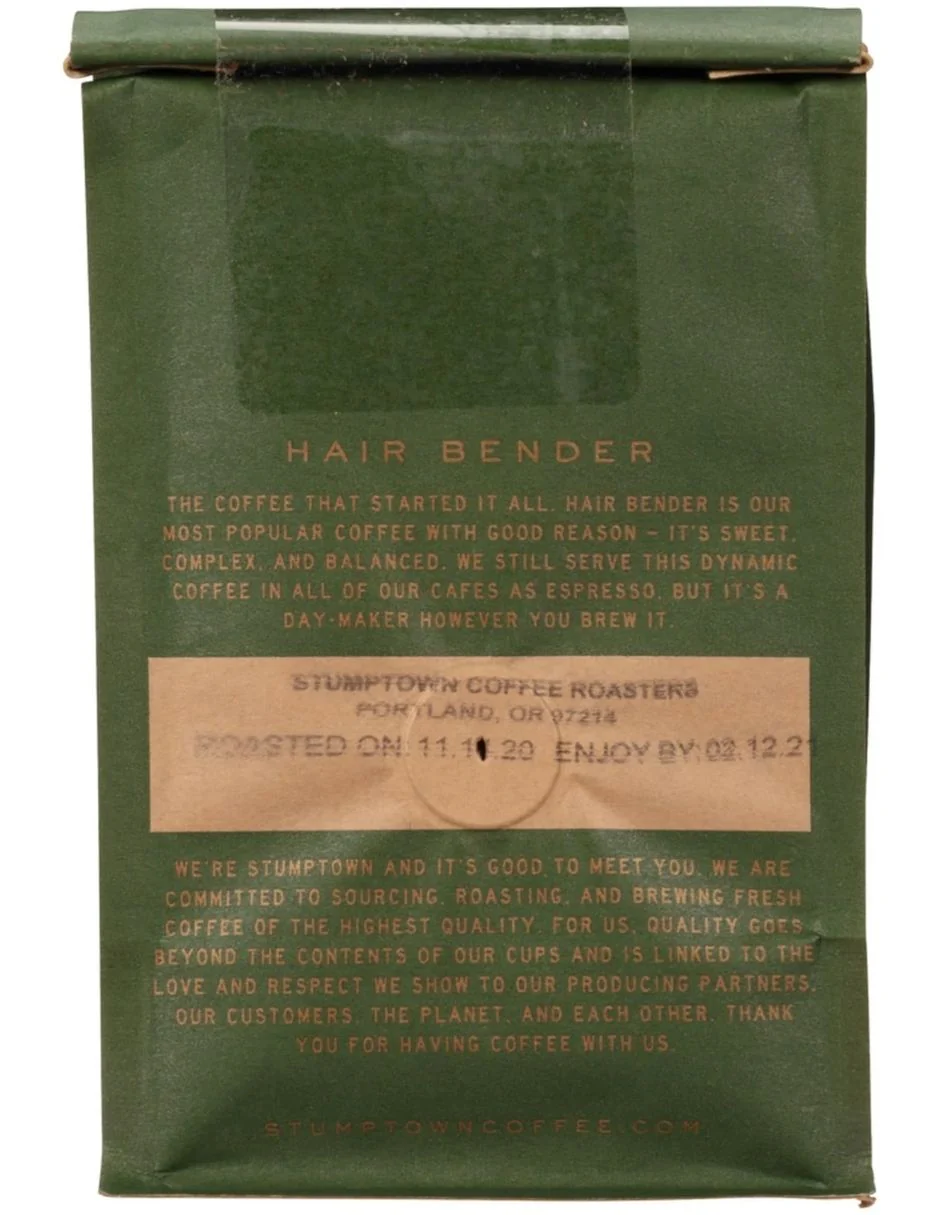 HAIR BENDER
THE COFFEE THAT STARTED IT ALL. HAIR BENDER IS OUR
MOST POPULAR COFFEE WITH GOOD REASON – IT'S SWEET,
COMPLEX, AND BALANCED. WE STILL SERVE THIS DYNAMIC
COFFEE IN ALL OF OUR CAFES AS ESPRESSO, BUT IT'S A
DAY-MAKER HOWEVER YOU BREW IT.
STUMPTOWN COFFEE ROASTERS
PORTLAND, OR 97214
ROASTED ON: ENJOY BY:
WE'RE STUMPTOWN AND IT'S GOOD TO MEET YOU. WE ARE
COMMITTED TO SOURCING, ROASTING, AND BREWING FRESH
COFFEE OF THE HIGHEST QUALITY. FOR US, QUALITY GOES
BEYOND THE CONTENTS OF OUR CUPS AND IS LINKED TO THE
LOVE AND RESPECT WE SHOW TO OUR PRODUCING PARTNERS,
OUR CUSTOMERS, THE PLANET, AND EACH OTHER. THANK
YOU FOR HAVING COFFEE WITH US.
STUMPTOWNCOFFEE.COM